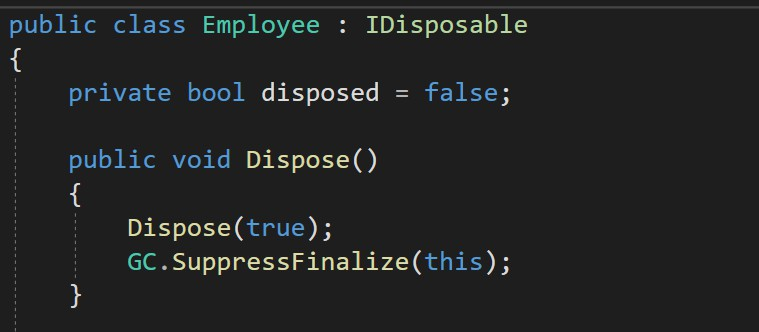 public class Employee : IDisposable
{
    private bool disposed = false;
    public void Dispose()
    {
        Dispose(true);
        GC.SuppressFinalize(this);
    }